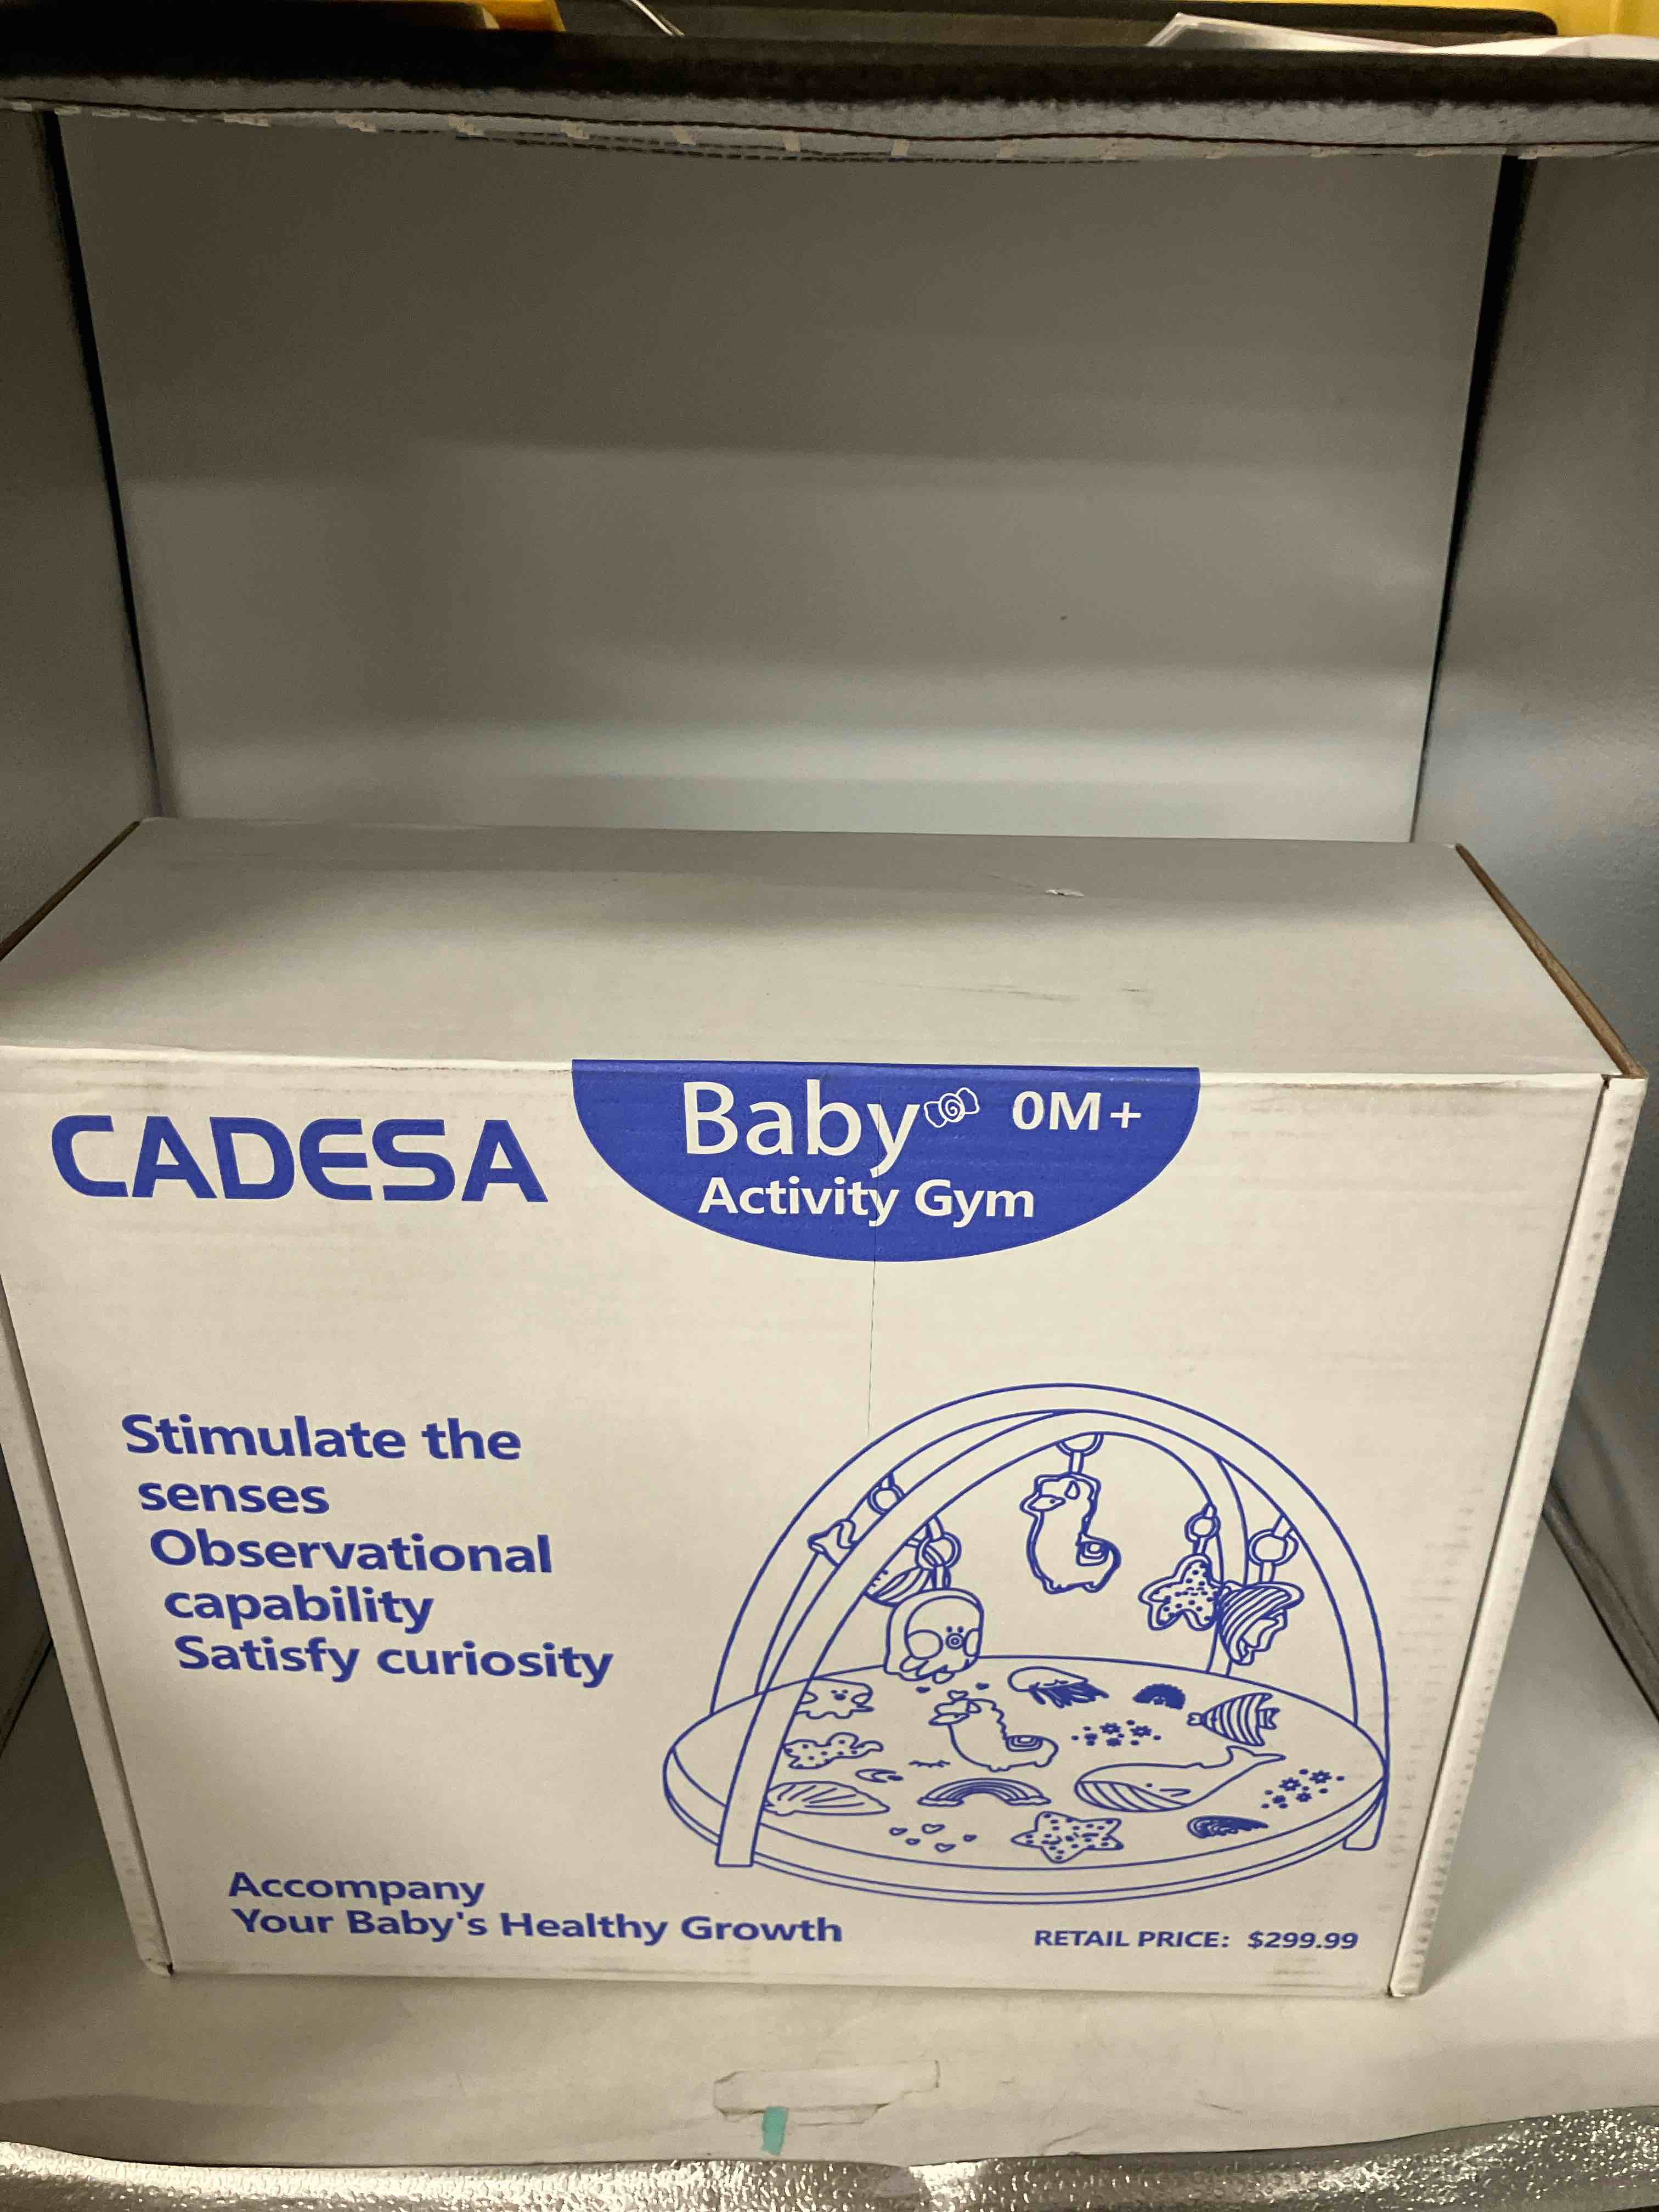 CADESA
Baby 0M+
Activity Gym
Stimulate the
senses
Observational
capability
Satisfy curiosity
Accompany
Your Baby's Healthy Growth
RETAIL PRICE: $299.99